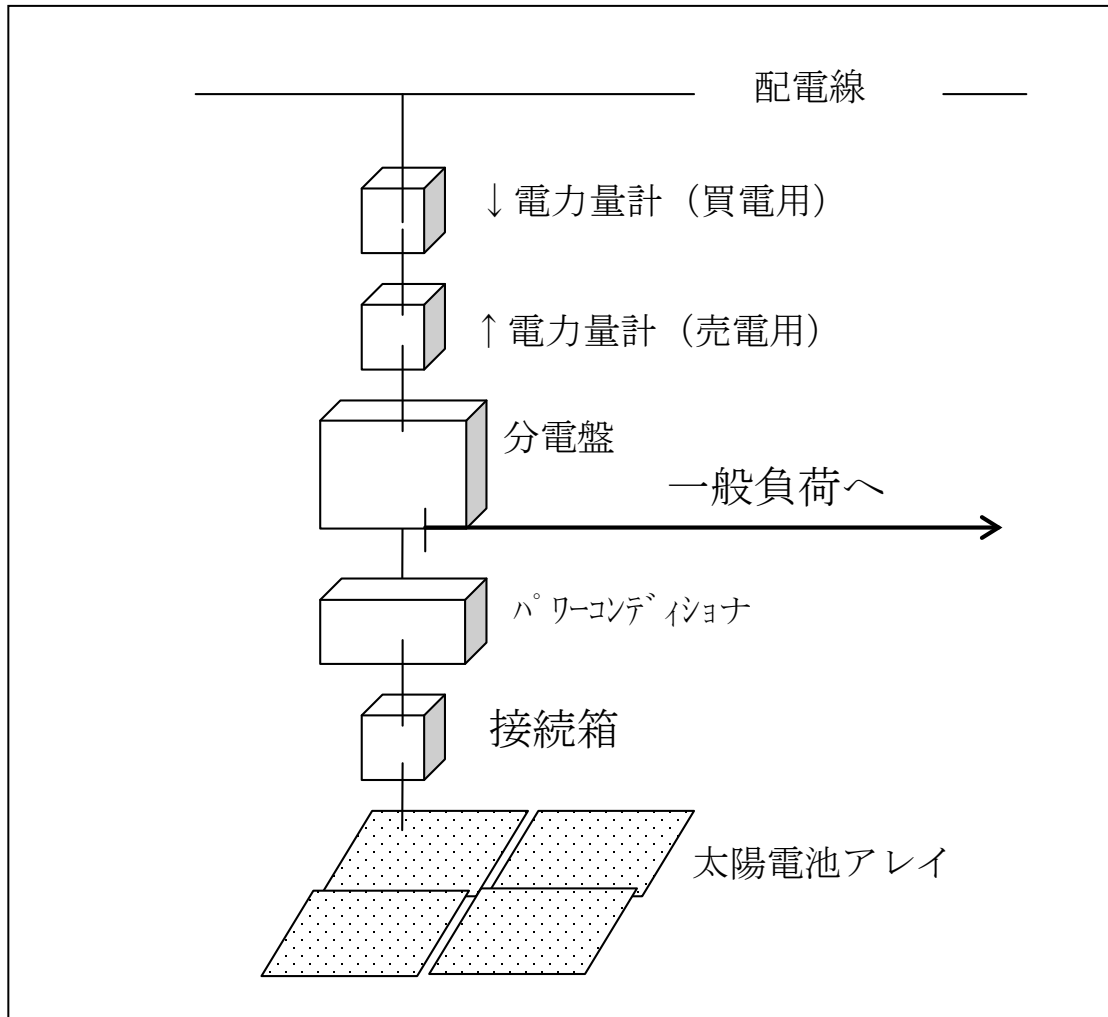 配電線
↓電力量計（買電用）
↑電力量計（売電用）
分電盤
一般負荷へ
ﾊﾟﾜｰｺﾝﾃﾞｨｼｮナ
接続箱
太陽電池アレイ